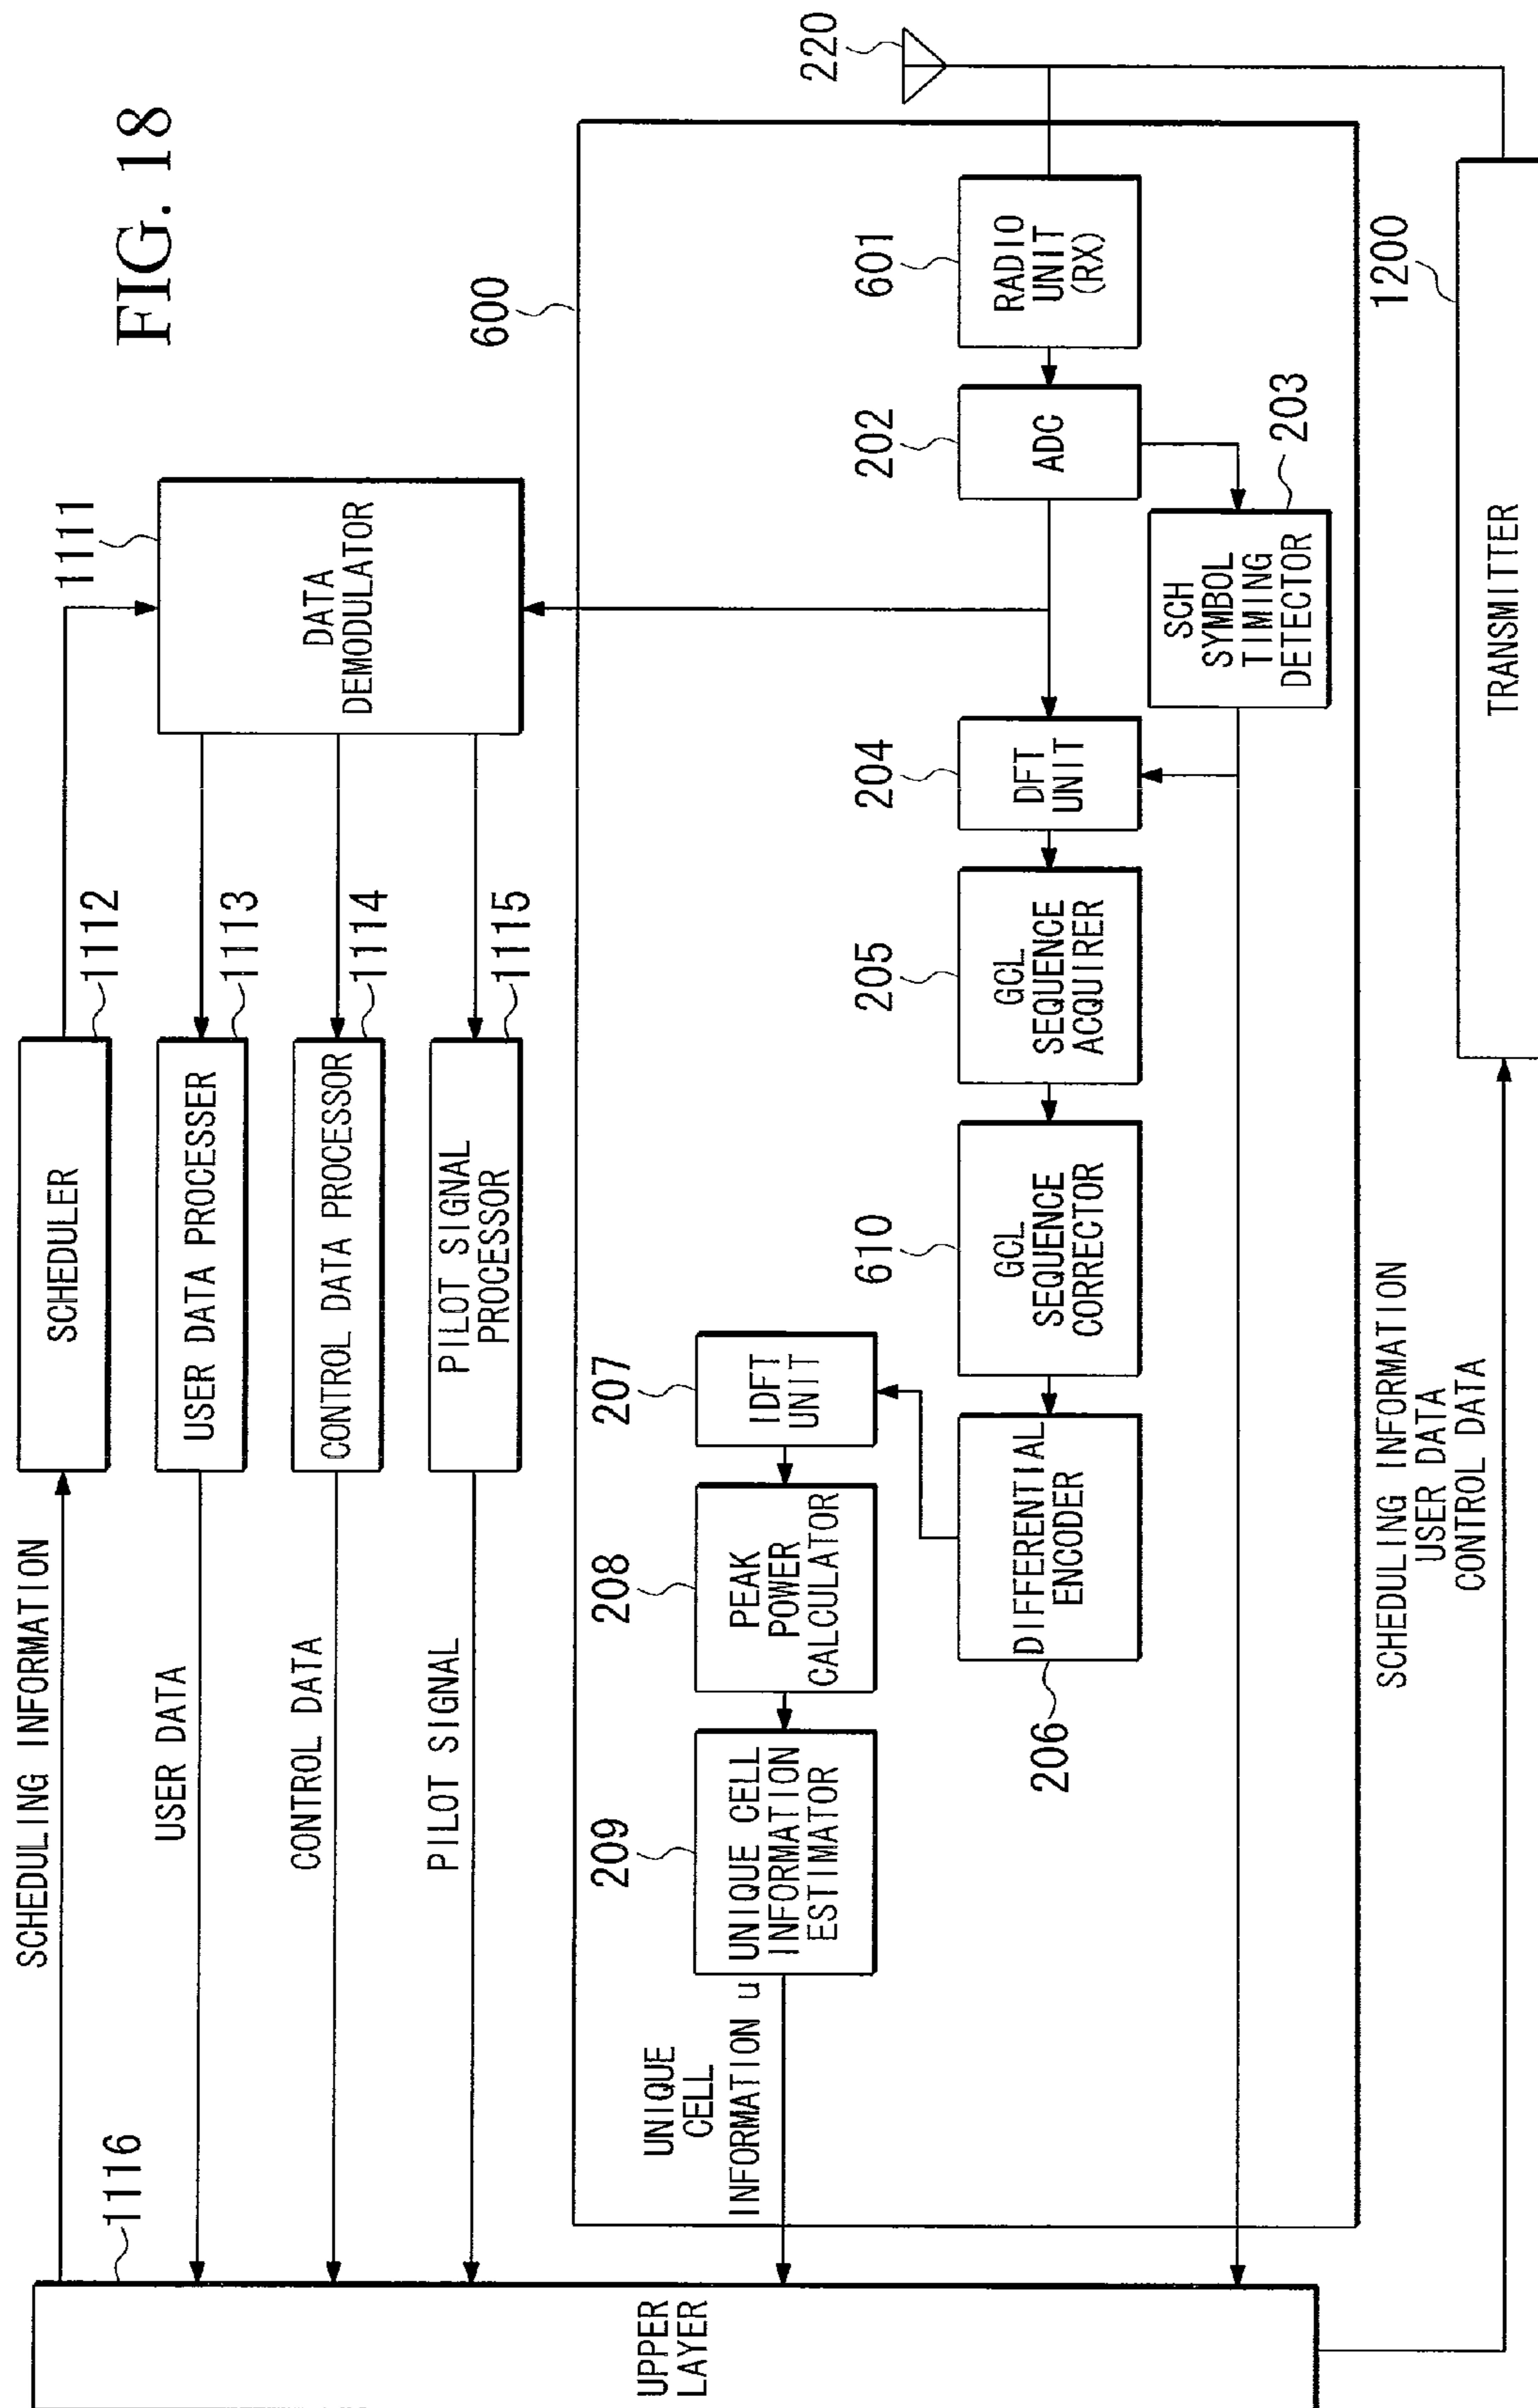 FIG. 18
SCHEDULING INFORMATION
SCHEDULER
1112
1111
DATA
DEMODULATOR
USER DATA
USER DATA PROCESSER
1113
CONTROL DATA
CONTROL DATA PROCESSOR
1114
PILOT SIGNAL
PILOT SIGNAL
PROCESSOR
1115
1116
UPPER
LAYER
600
220
UNIQUE
CELL
INFORMATION u
209
UNIQUE CELL
INFORMATION
ESTIMATOR
208
PEAK
POWER
CALCULATOR
207
IDFT
UNIT
206
DIFFERENTIAL
ENCODER
610
GCL
SEQUENCE
CORRECTOR
205
GCL
SEQUENCE
ACQUIRER
204
DFT
UNIT
202
ADC
601
RADIO
UNIT
(RX)
203
SCH
SYMBOL
TIMING
DETECTOR
SCHEDULING INFORMATION
USER DATA
CONTROL DATA
1200
TRANSMITTER